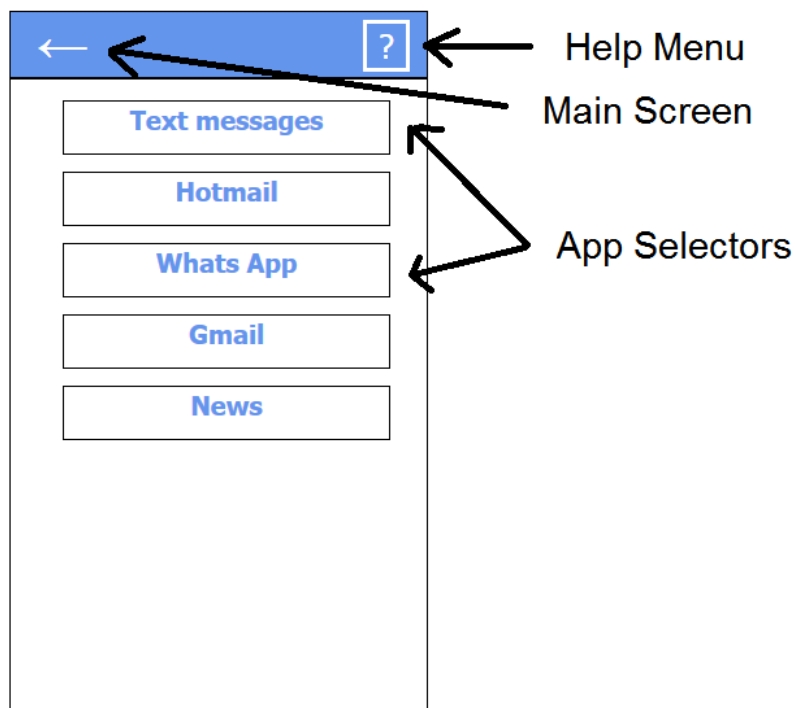 ?
Help Menu
Main Screen
Text messages
Hotmail
Whats App
App Selectors
Gmail
News